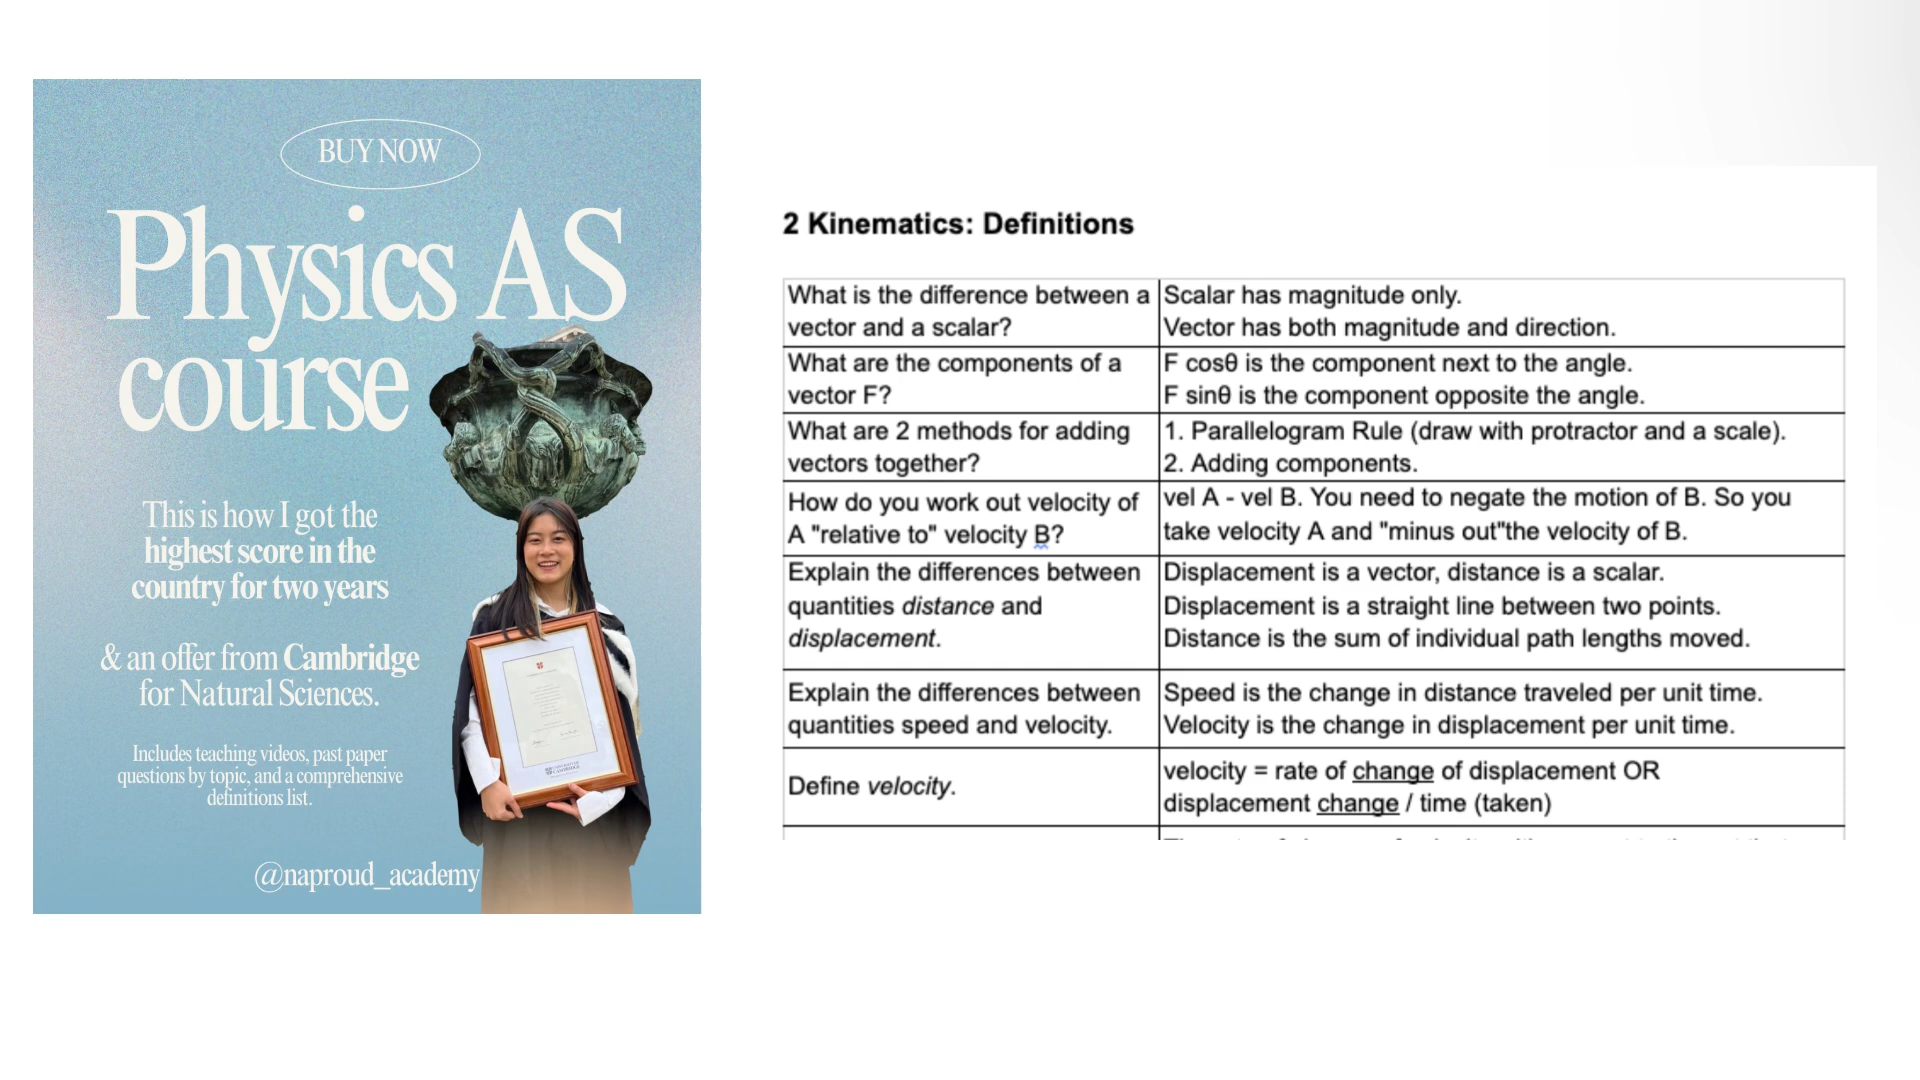 BUY NOW
Physics AS
course
This is how I got the
highest score in the
country for two years
& an offer from Cambridge
for Natural Sciences.
Includes teaching videos, past paper
questions by topic, and a comprehensive
definitions list.
@naproud_academy
2 Kinematics: Definitions
What is the difference between a
vector and a scalar?
Scalar has magnitude only.
Vector has both magnitude and direction.
What are the components of a
vector F?
F cosθ is the component next to the angle.
F sinθ is the component opposite the angle.
What are 2 methods for adding
vectors together?
1. Parallelogram Rule (draw with protractor and a scale).
2. Adding components.
How do you work out velocity of
A "relative to" velocity B?
vel A - vel B. You need to negate the motion of B. So you
take velocity A and "minus out"the velocity of B.
Explain the differences between
quantities distance and
displacement.
Displacement is a vector, distance is a scalar.
Displacement is a straight line between two points.
Distance is the sum of individual path lengths moved.
Explain the differences between
quantities speed and velocity.
Speed is the change in distance traveled per unit time.
Velocity is the change in displacement per unit time.
Define velocity.
velocity = rate of change of displacement OR
displacement change / time (taken)